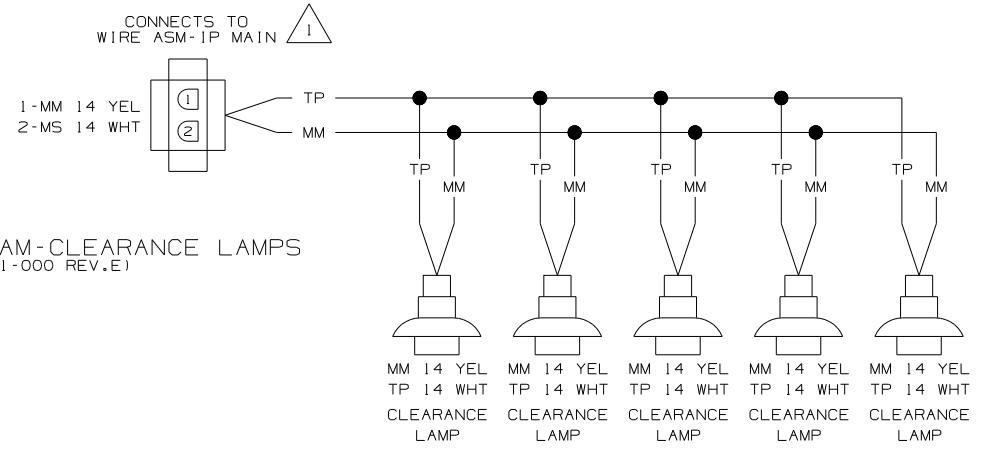 CONNECTS TO
WIRE ASM-IP MAIN
1
1-MM 14 YEL
2-MS 14 WHT
1
2
TP
MM
TP TP TP TP TP
MM MM MM MM MM
AM-CLEARANCE LAMPS
1-000 REV.E)
MM 14 YEL MM 14 YEL MM 14 YEL MM 14 YEL MM 14 YEL
TP 14 WHT TP 14 WHT TP 14 WHT TP 14 WHT TP 14 WHT
CLEARANCE CLEARANCE CLEARANCE CLEARANCE CLEARANCE
LAMP LAMP LAMP LAMP LAMP